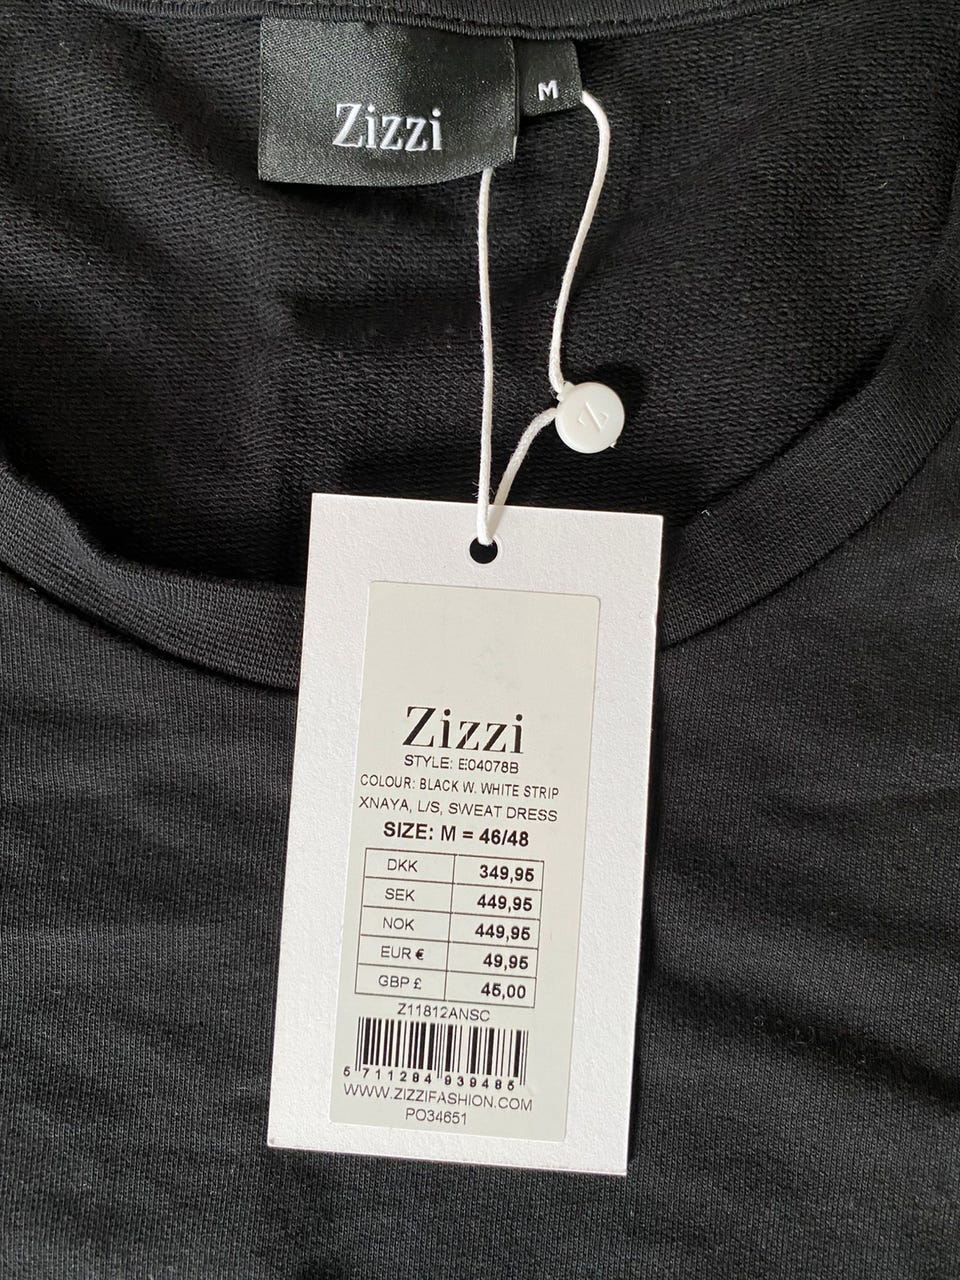 Zizzi
M
Z
Zizzi
STYLE: E04078B
COLOUR: BLACK W. WHITE STRIP
XNAYA, L/S, SWEAT DRESS
SIZE: M = 46/48
DKK 349,95
SEK 449,95
NOK 449,95
EUR € 49,95
GBP £ 45,00
Z11812ANSC
5 711284 939485
WWW.ZIZZIFASHION.COM
PO34651